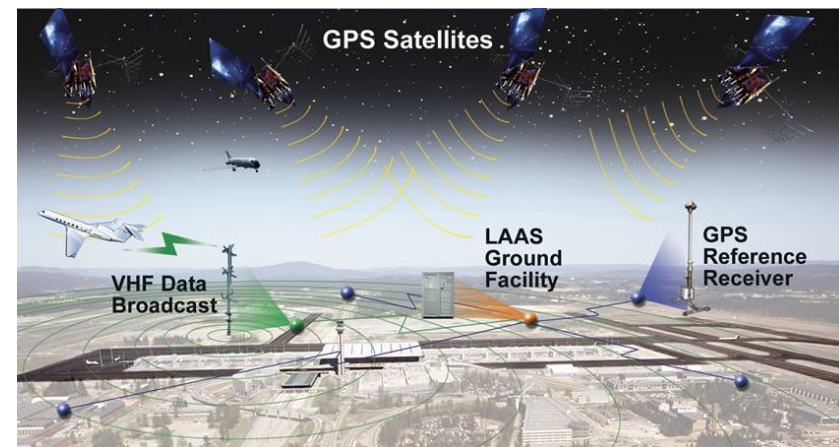 GPS Satellites
LAAS
Ground
Facility
GPS
Reference
Receiver
VHF Data
Broadcast